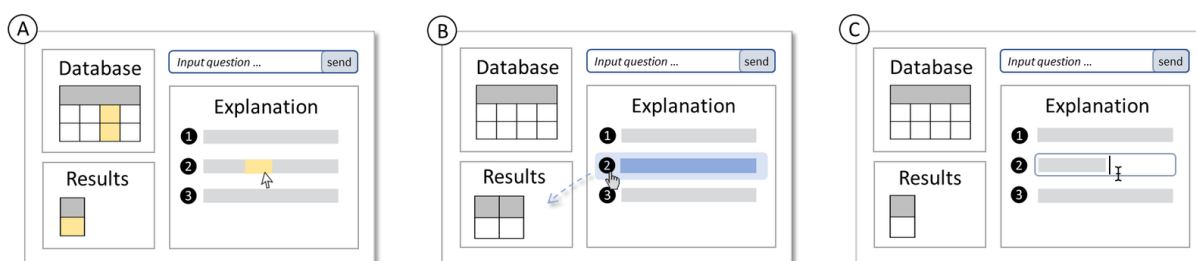 A
Database
Input question ... send
Explanation
1
2
3
Results
B
Database
Input question ... send
Explanation
1
2
3
Results
C
Database
Input question ... send
Explanation
1
2
3
Results